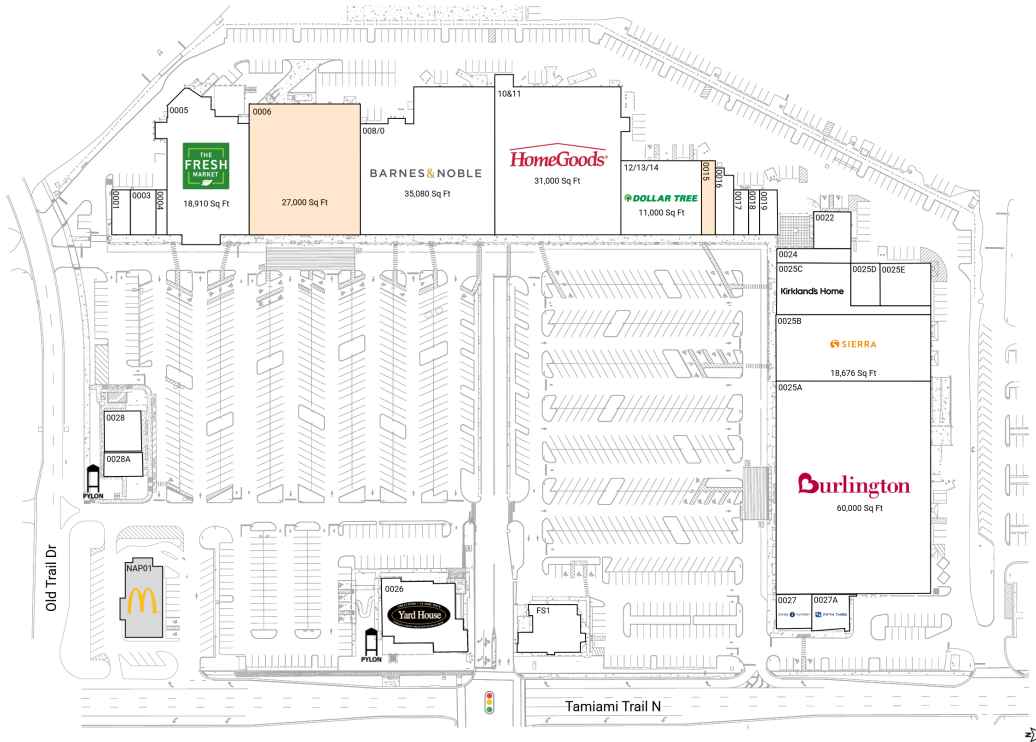 0005
0006
008/0
10&11
THE
FRESH
MARKET
18,910 Sq Ft
27,000 Sq Ft
BARNES&NOBLE
35,080 Sq Ft
HomeGoods
31,000 Sq Ft
12/13/14
DOLLAR TREE
11,000 Sq Ft
0015
0016
0001
0003
0004
0017
0018
0019
0022
0024
0025C
0025D
0025E
Kirkland's Home
0025B
SIERRA
18,676 Sq Ft
0025A
Burlington
60,000 Sq Ft
0028
0028A
PYLON
Old Trail Dr
NAP01
0026
Yard House
PYLON
FS1
0027
0027A
sleep number
FIFTH THIRD
Tamiami Trail N
N